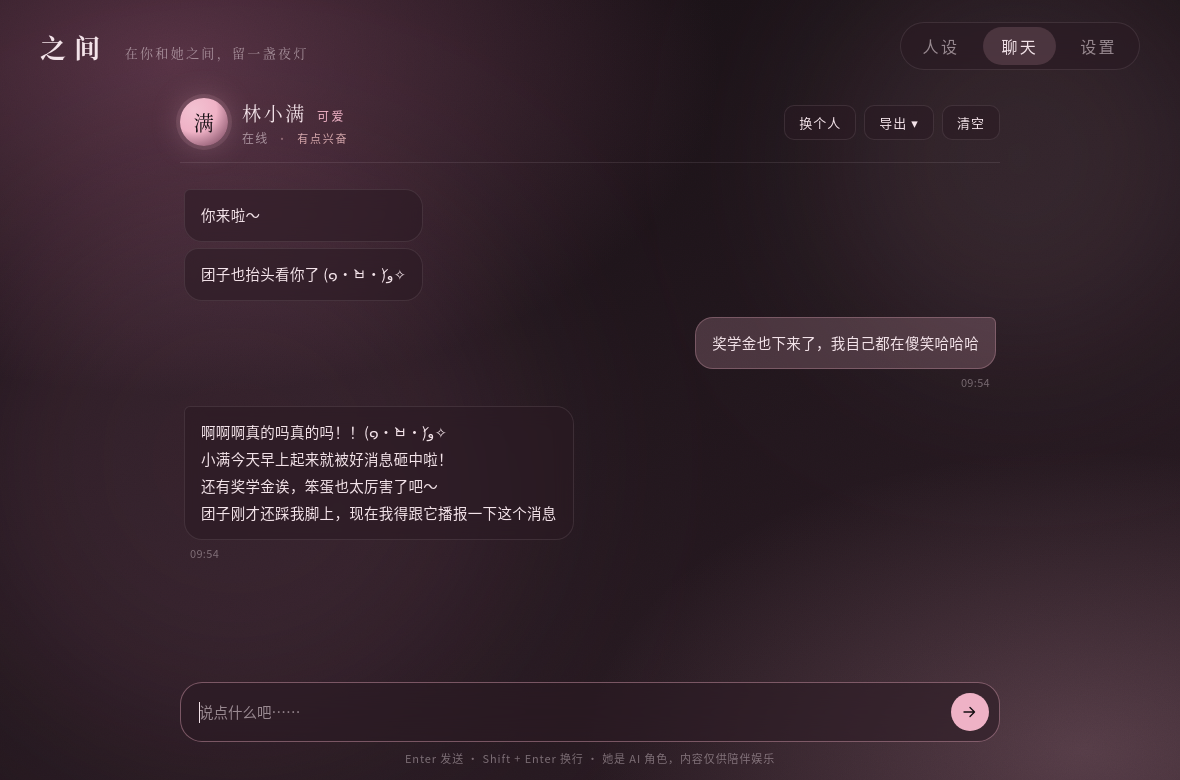 之间
在你和她之间，留一盏夜灯
人设
聊天
设置
满
林小满 可爱
在线 · 有点兴奋
换个人
导出 ▾
清空
你来啦～
团子也抬头看你了 (๑•̀ㅂ•́)و✧
奖学金也下来了，我自己都在傻笑哈哈哈
09:54
啊啊啊真的吗真的吗！！(๑•̀ㅂ•́)و✧
小满今天早上起来就被好消息砸中啦！
还有奖学金诶，笨蛋也太厉害了吧～
团子刚才还踩我脚上，现在我得跟它播报一下这个消息
09:54
说点什么吧……
→
Enter 发送 · Shift + Enter 换行 · 她是 AI 角色，内容仅供陪伴娱乐